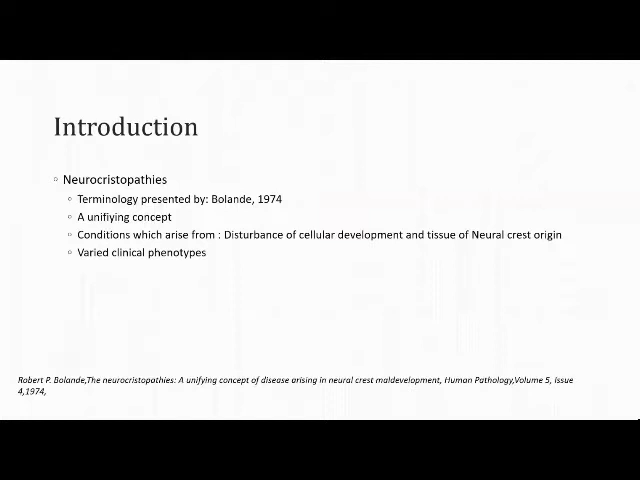 Introduction
◦ Neurocristopathies
◦ Terminology presented by: Bolande, 1974
◦ A unifiying concept
◦ Conditions which arise from : Disturbance of cellular development and tissue of Neural crest origin
◦ Varied clinical phenotypes
Robert P. Bolande,The neurocristopathies: A unifying concept of disease arising in neural crest maldevelopment, Human Pathology,Volume 5, Issue
4,1974,